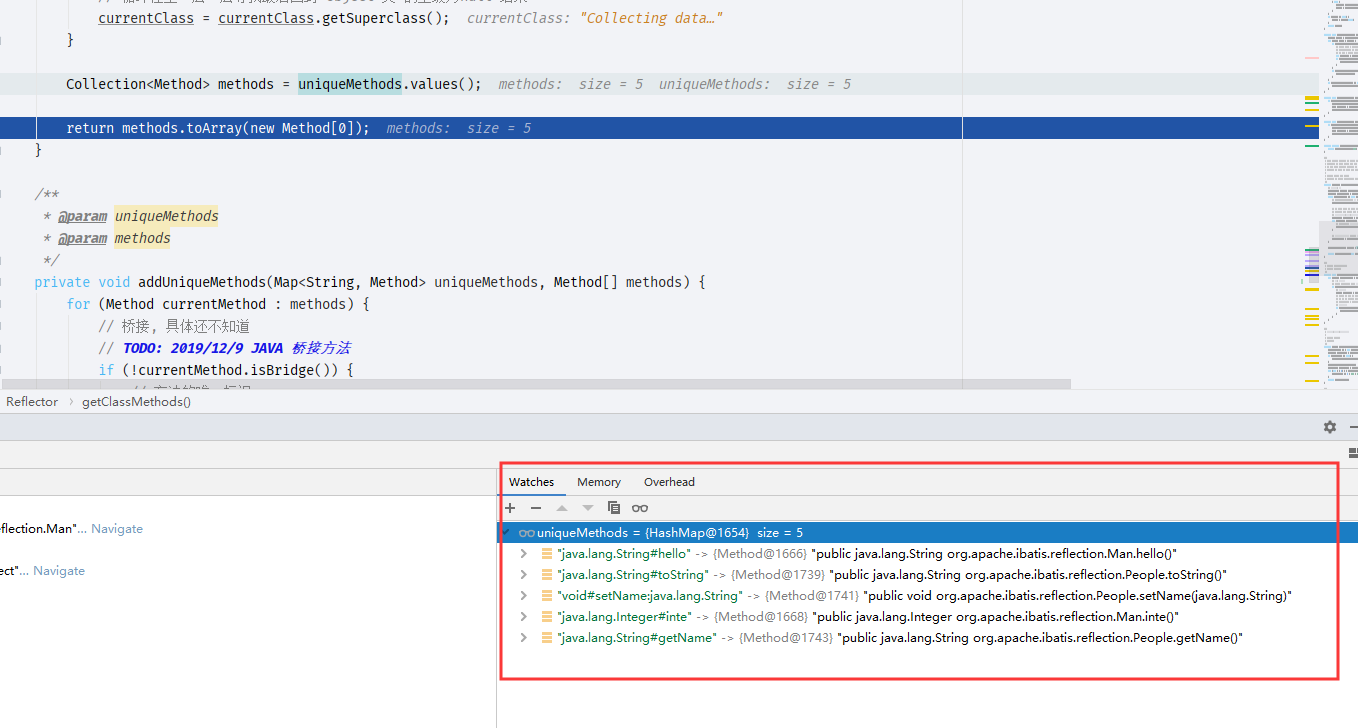 currentClass = currentClass.getSuperclass(); currentClass: "Collecting data…"
}
Collection<Method> methods = uniqueMethods.values(); methods: size = 5 uniqueMethods: size = 5
return methods.toArray(new Method[0]); methods: size = 5
}
/**
* @param uniqueMethods
* @param methods
*/
private void addUniqueMethods(Map<String, Method> uniqueMethods, Method[] methods) {
for (Method currentMethod : methods) {
// 桥接, 具体还不知道
// TODO: 2019/12/9 JAVA 桥接方法
if (!currentMethod.isBridge()) {
Reflector › getClassMethods()
Watches Memory Overhead
uniqueMethods = {HashMap@1654} size = 5
eflection.Man"... Navigate
"java.lang.String#hello" -> {Method@1666} "public java.lang.String org.apache.ibatis.reflection.Man.hello()"
ect"... Navigate
"java.lang.String#toString" -> {Method@1739} "public java.lang.String org.apache.ibatis.reflection.People.toString()"
"void#setName:java.lang.String" -> {Method@1741} "public void org.apache.ibatis.reflection.People.setName(java.lang.String)"
"java.lang.Integer#inte" -> {Method@1668} "public java.lang.Integer org.apache.ibatis.reflection.Man.inte()"
"java.lang.String#getName" -> {Method@1743} "public java.lang.String org.apache.ibatis.reflection.People.getName()"